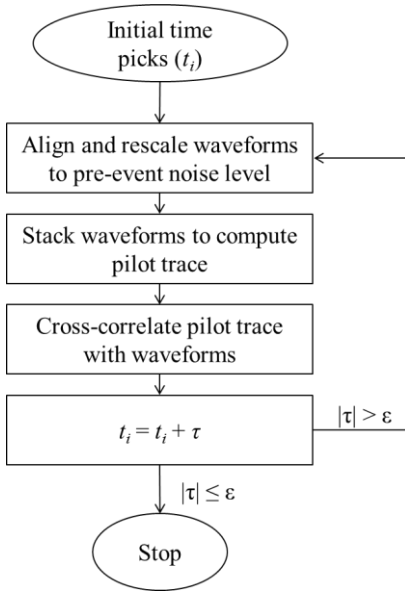 Initial time
picks (tᵢ)
Align and rescale waveforms
to pre-event noise level
Stack waveforms to compute
pilot trace
Cross-correlate pilot trace
with waveforms
tᵢ = tᵢ + τ
|τ| > ε
|τ| ≤ ε
Stop